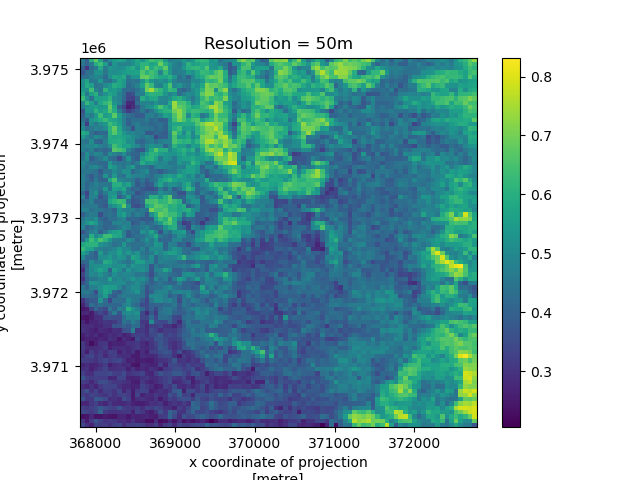 Resolution = 50m
1e6
3.975
3.974
3.973
3.972
3.971
y coordinate of projection
[metre]
368000 369000 370000 371000 372000
x coordinate of projection
[metre]
0.8
0.7
0.6
0.5
0.4
0.3